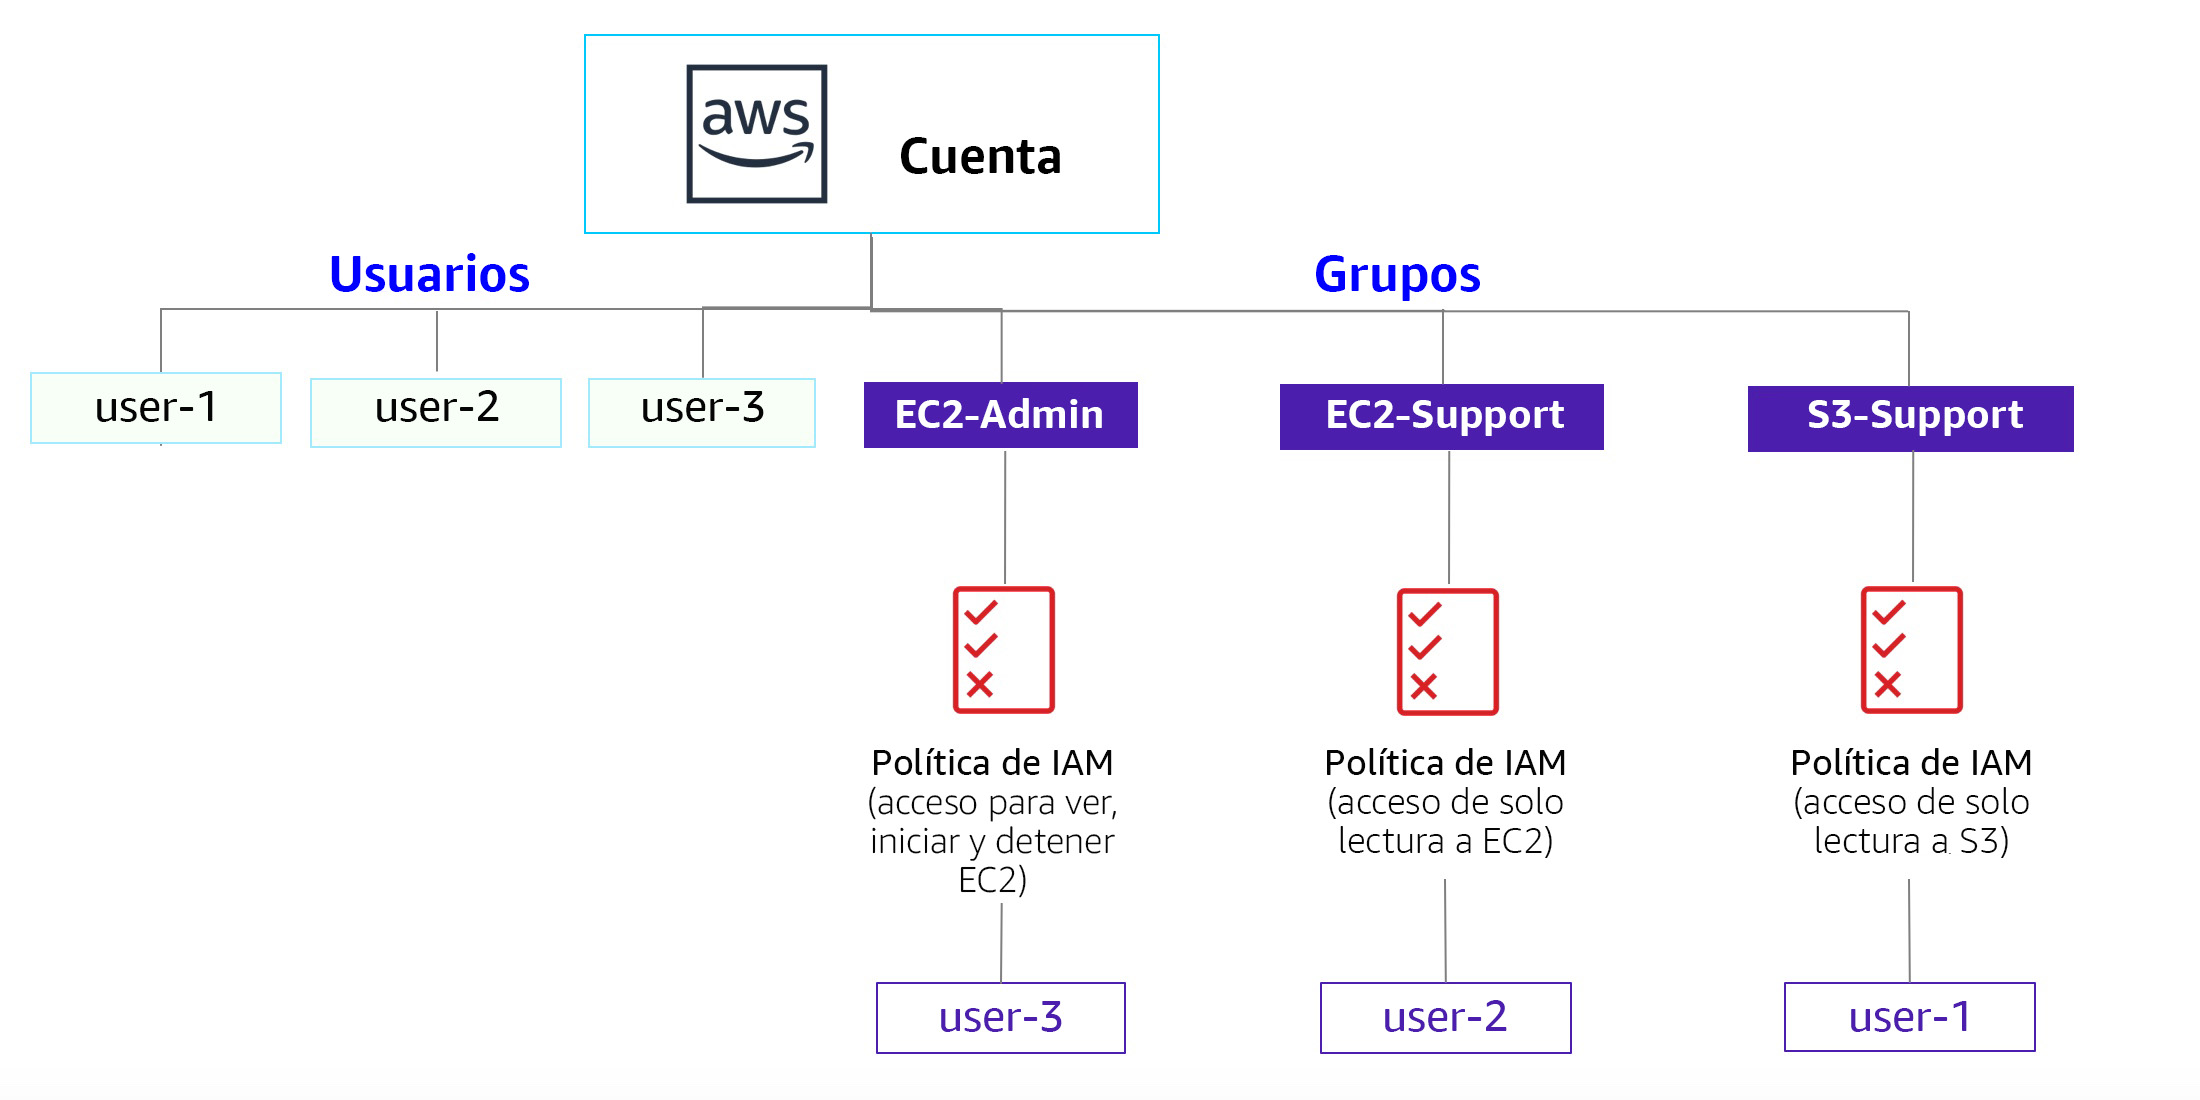 aws
Cuenta
Usuarios
Grupos
user-1
user-2
user-3
EC2-Admin
EC2-Support
S3-Support
Política de IAM
(acceso para ver,
iniciar y detener
EC2)
Política de IAM
(acceso de solo
lectura a EC2)
Política de IAM
(acceso de solo
lectura a S3)
user-3
user-2
user-1